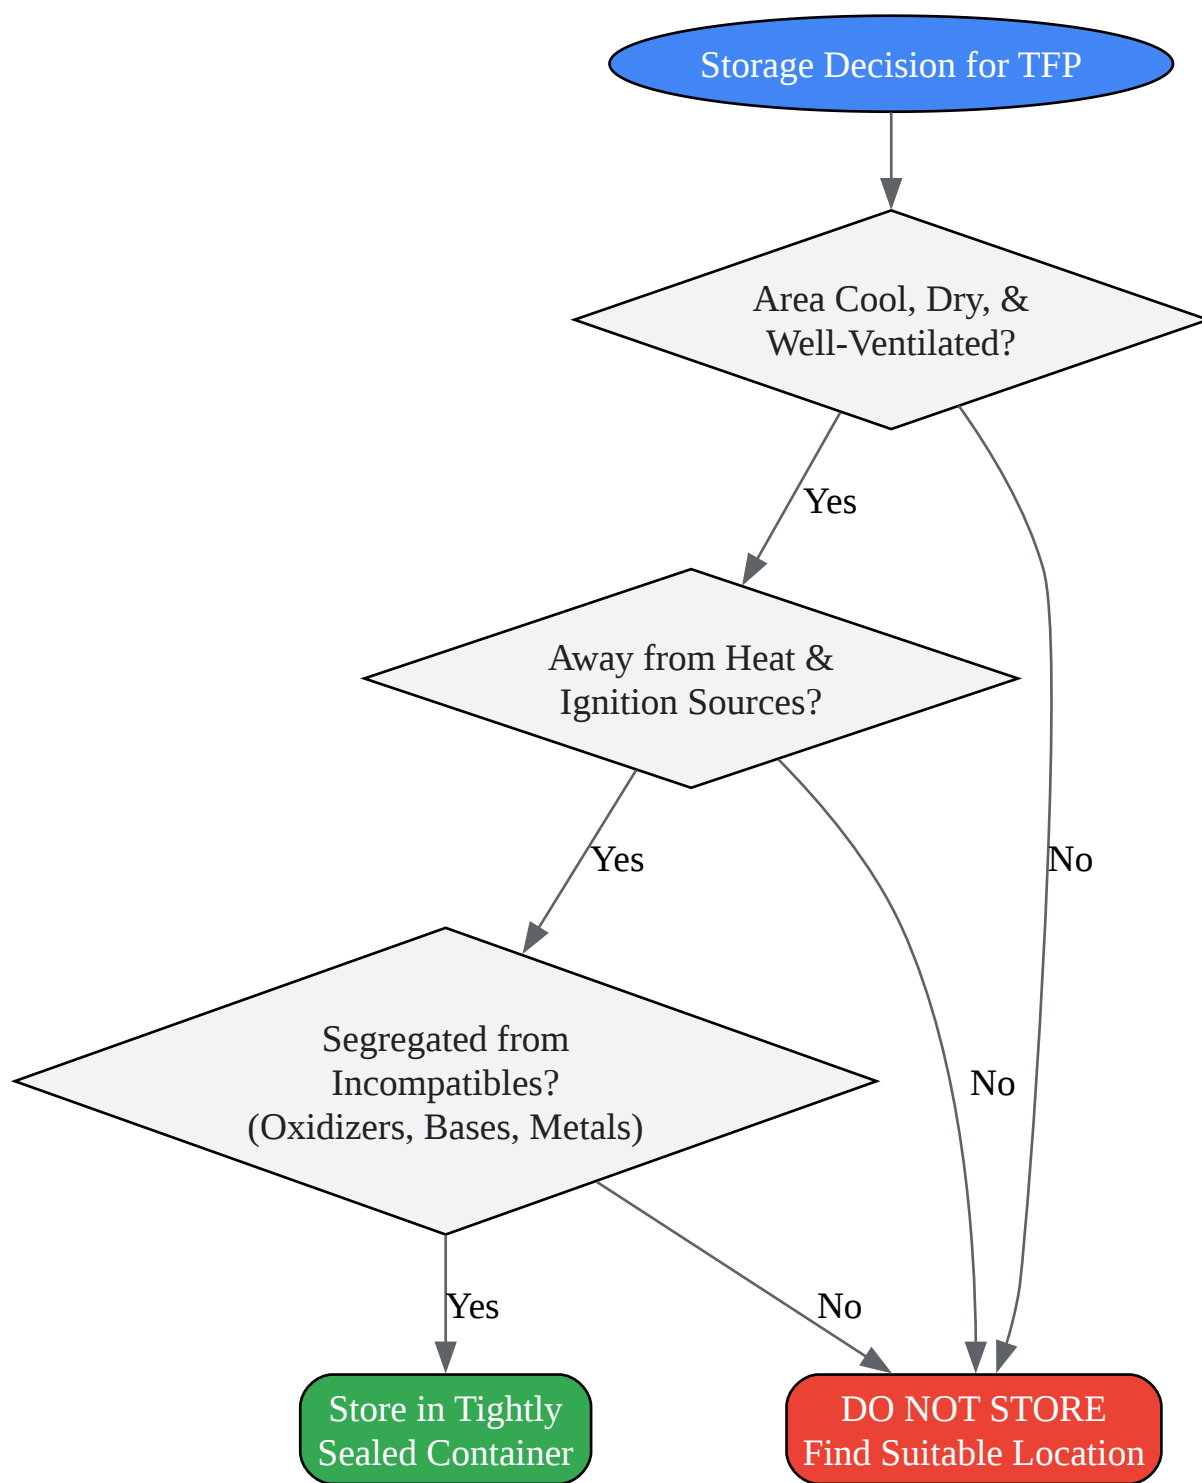 Storage Decision for TFP
Area Cool, Dry, &
Well-Ventilated?
Yes
Away from Heat &
Ignition Sources?
Yes
No
Segregated from
Incompatibles?
(Oxidizers, Bases, Metals)
No
Yes
No
Store in Tightly
Sealed Container
DO NOT STORE
Find Suitable Location